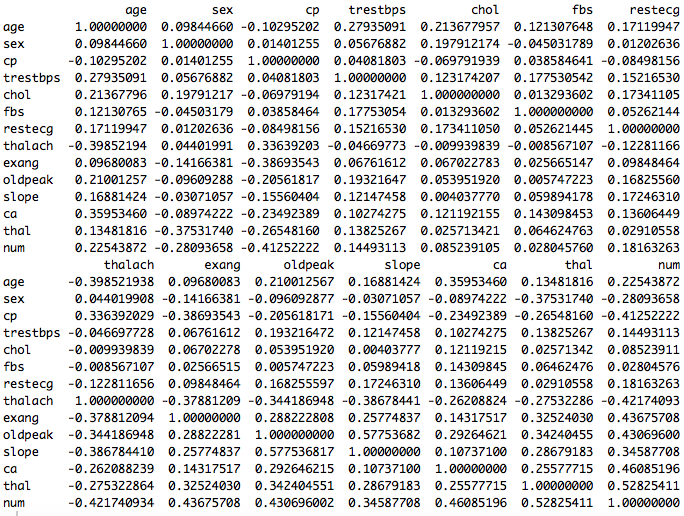 age sex cp trestbps chol fbs restecg
age 1.00000000 0.09844660 -0.10295202 0.27935091 0.213677957 0.121307648 0.17119947
sex 0.09844660 1.00000000 0.01401255 0.05676882 0.197912174 -0.045031789 0.01202636
cp -0.10295202 0.01401255 1.00000000 0.04081803 -0.069791939 0.038584641 -0.08498156
trestbps 0.27935091 0.05676882 0.04081803 1.00000000 0.123174207 0.177530542 0.15216530
chol 0.21367796 0.19791217 -0.06979194 0.12317421 1.000000000 0.013293602 0.17341105
fbs 0.12130765 -0.04503179 0.03858464 0.17753054 0.013293602 1.000000000 0.05262144
restecg 0.17119947 0.01202636 -0.08498156 0.15216530 0.173411050 0.052621445 1.00000000
thalach -0.39852194 0.04401991 0.33639203 -0.04669773 -0.009939839 -0.008567107 -0.12281166
exang 0.09680083 -0.14166381 -0.38693543 0.06761612 0.067022783 0.025665147 0.09848464
oldpeak 0.21001257 -0.09609288 -0.20561817 0.19321647 0.053951920 0.005747223 0.16825560
slope 0.16881424 -0.03071057 -0.15560404 0.12147458 0.004037770 0.059894178 0.17246310
ca 0.35953460 -0.08974222 -0.23492389 0.10274275 0.121192155 0.143098453 0.13606449
thal 0.13481816 -0.37531740 -0.26548160 0.13825267 0.025713421 0.064624763 0.02910558
num 0.22543872 -0.28093658 -0.41252222 0.14493113 0.085239105 0.028045760 0.18163263
thalach exang oldpeak slope ca thal num
age -0.398521938 0.09680083 0.210012567 0.16881424 0.35953460 0.13481816 0.22543872
sex 0.044019908 -0.14166381 -0.096092877 -0.03071057 -0.08974222 -0.37531740 -0.28093658
cp 0.336392029 -0.38693543 -0.205618171 -0.15560404 -0.23492389 -0.26548160 -0.41252222
trestbps -0.046697728 0.06761612 0.193216472 0.12147458 0.10274275 0.13825267 0.14493113
chol -0.009939839 0.06702278 0.053951920 0.00403777 0.12119215 0.02571342 0.08523911
fbs -0.008567107 0.02566515 0.005747223 0.05989418 0.14309845 0.06462476 0.02804576
restecg -0.122811656 0.09848464 0.168255597 0.17246310 0.13606449 0.02910558 0.18163263
thalach 1.000000000 -0.37881209 -0.344186948 -0.38678441 -0.26208824 -0.27532286 -0.42174093
exang -0.378812094 1.00000000 0.288222808 0.25774837 0.14317517 0.32524030 0.43675708
oldpeak -0.344186948 0.28822281 1.000000000 0.57753682 0.29264621 0.34240455 0.43069600
slope -0.386784410 0.25774837 0.577536817 1.00000000 0.10737100 0.28679183 0.34587708
ca -0.262088239 0.14317517 0.292646215 0.10737100 1.00000000 0.25577715 0.46085196
thal -0.275322864 0.32524030 0.342404551 0.28679183 0.25577715 1.00000000 0.52825411
num -0.421740934 0.43675708 0.430696002 0.34587708 0.46085196 0.52825411 1.00000000